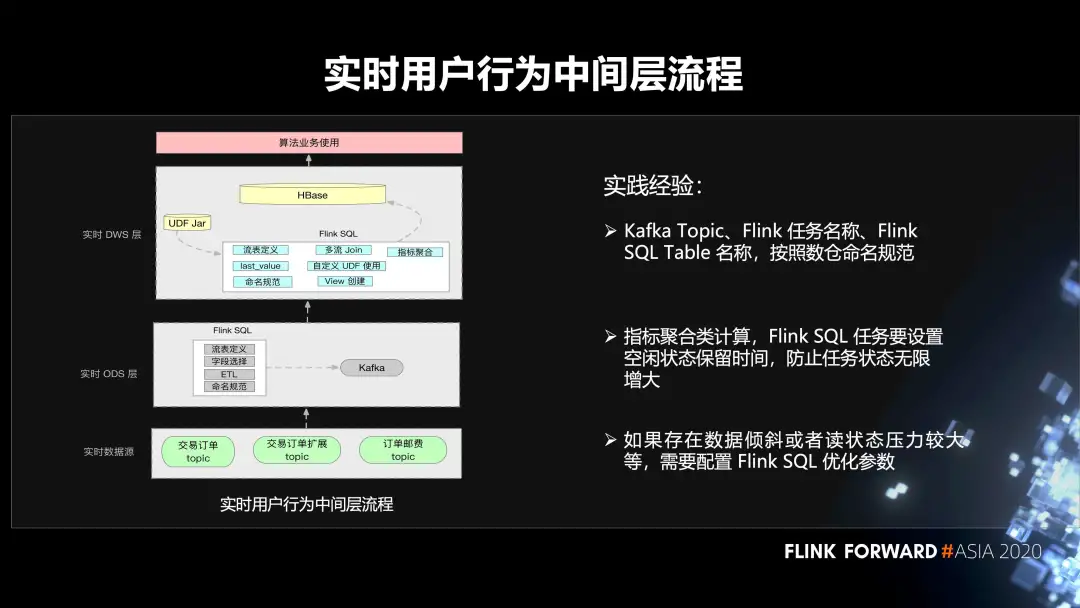 实时用户行为中间层流程
算法业务使用
HBase
UDF Jar
实时 DWS 层
Flink SQL
流表定义
多流 Join
指标聚合
last_value
自定义 UDF 使用
命名规范
View 创建
Flink SQL
流表定义
字段选择
ETL
命名规范
Kafka
实时 ODS 层
实时数据源
交易订单
topic
交易订单扩展
topic
订单邮费
topic
实时用户行为中间层流程
实践经验：
➢ Kafka Topic、Flink 任务名称、Flink
SQL Table 名称，按照数仓命名规范
➢ 指标聚合类计算，Flink SQL 任务要设置
空闲状态保留时间，防止任务状态无限
增大
➢ 如果存在数据倾斜或者读状态压力较大
等，需要配置 Flink SQL 优化参数
FLINK FORWARD #ASIA 2020